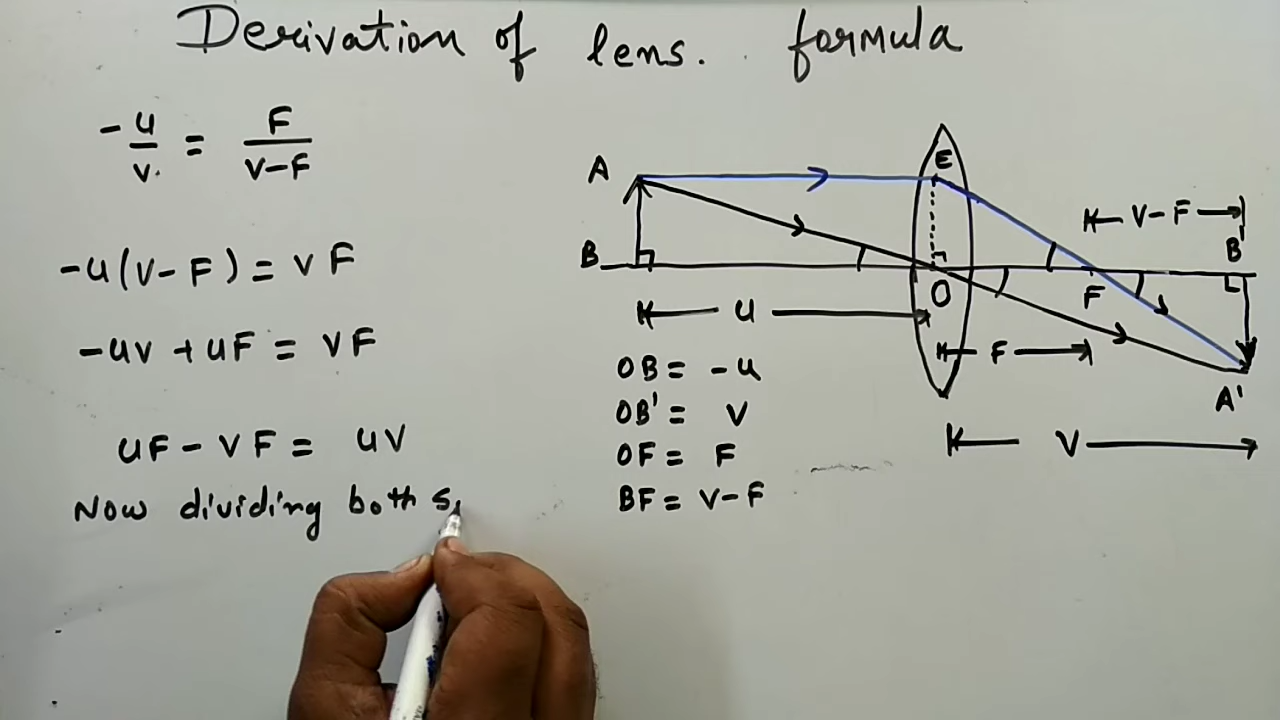 Derivation of lens. formula
-u/v. = F/v-F
-u(v-F) = vF
-uv + uF = vF
uF - vF = uv
Now dividing both s
A
E
B
O
F
B'
A'
v-F
u
F
v
OB = -u
OB' = v
OF = F
BF = v-F